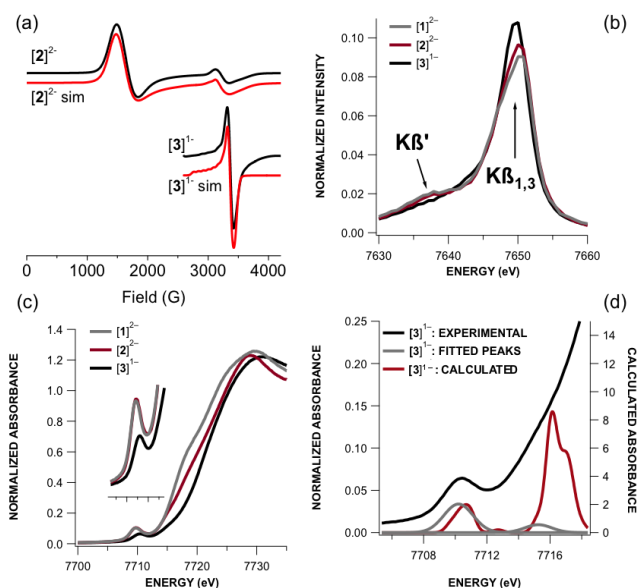 (a)
[2]2-
[2]2- sim
[3]1-
[3]1- sim
0 1000 2000 3000 4000
Field (G)
(b)
NORMALIZED INTENSITY
0.10
0.08
0.06
0.04
0.02
0.00
[1]2−
[2]2−
[3]1−
Kß'
Kß1,3
7630 7640 7650 7660
ENERGY (eV)
(c)
NORMALIZED ABSORBANCE
1.4
1.2
1.0
0.8
0.6
0.4
0.2
0.0
[1]2−
[2]2−
[3]1−
7700 7710 7720 7730
ENERGY (eV)
(d)
NORMALIZED ABSORBANCE
0.25
0.20
0.15
0.10
0.05
0.00
[3]1−: EXPERIMENTAL
[3]1−: FITTED PEAKS
[3]1−: CALCULATED
14
12
10
8
6
4
2
0
CALCULATED ABSORBANCE
7708 7712 7716
ENERGY (eV)